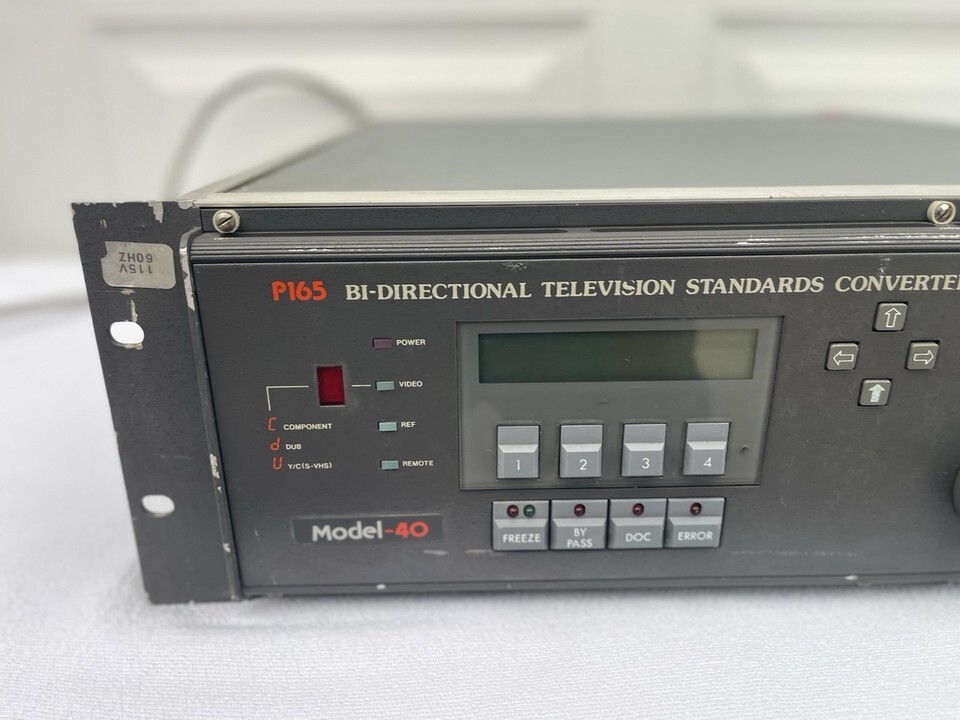 115V
60HZ
P165 BI-DIRECTIONAL TELEVISION STANDARDS CONVERTE
POWER
VIDEO
C COMPONENT
REF
d DUB
U Y/C(S-VHS)
REMOTE
1 2 3 4
Model-40
FREEZE
BY
PASS
DOC
ERROR